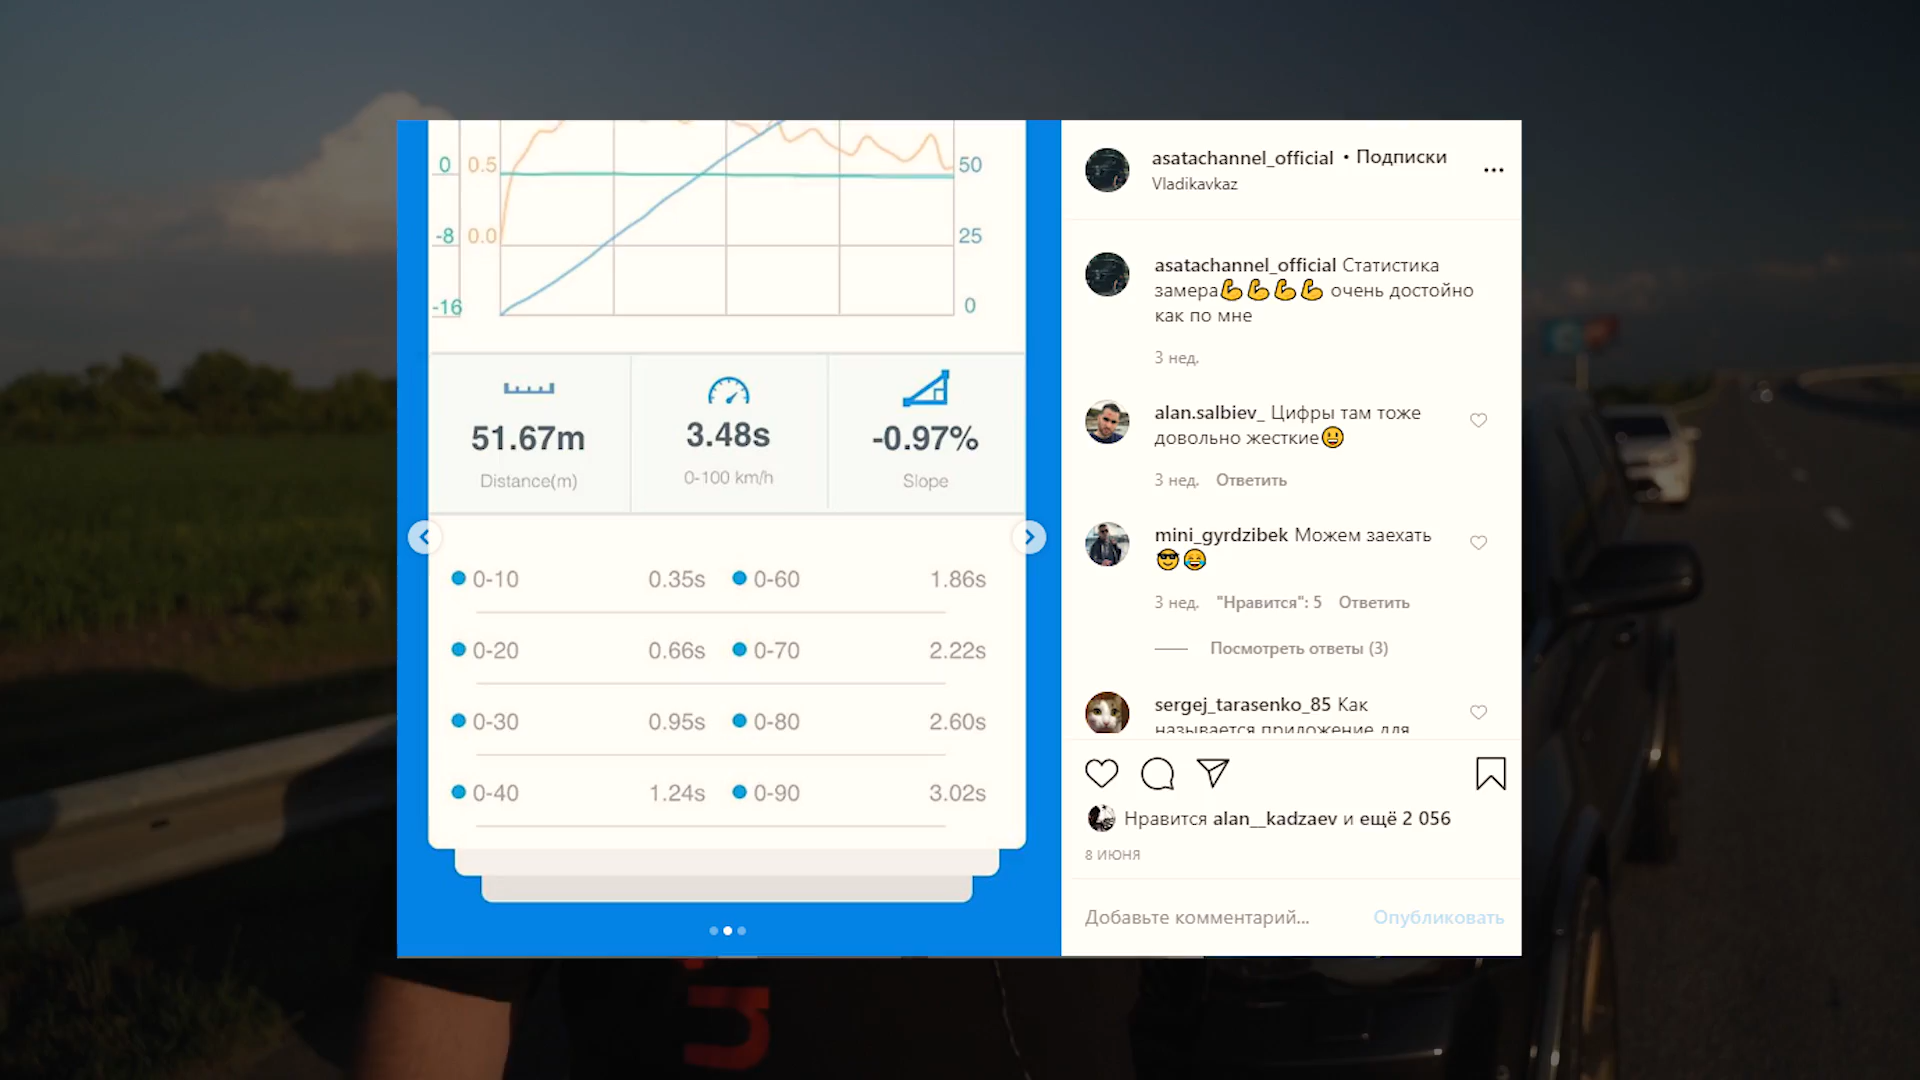 0
0.5
50
-8
0.0
25
-16
0
51.67m
3.48s
-0.97%
Distance(m)
0-100 km/h
Slope
0-10 0.35s 0-60 1.86s
0-20 0.66s 0-70 2.22s
0-30 0.95s 0-80 2.60s
0-40 1.24s 0-90 3.02s
asatachannel_official • Подписки
Vladikavkaz
asatachannel_official Статистика
замера💪💪💪💪 очень достойно
как по мне
3 нед.
alan.salbiev_ Цифры там тоже
довольно жесткие😀
3 нед. Ответить
mini_gyrdzibek Можем заехать
😎😂
3 нед. "Нравится": 5 Ответить
Посмотреть ответы (3)
sergej_tarasenko_85 Как
называется приложение для
Нравится alan__kadzaev и ещё 2 056
8 ИЮНЯ
Добавьте комментарий...
Опубликовать